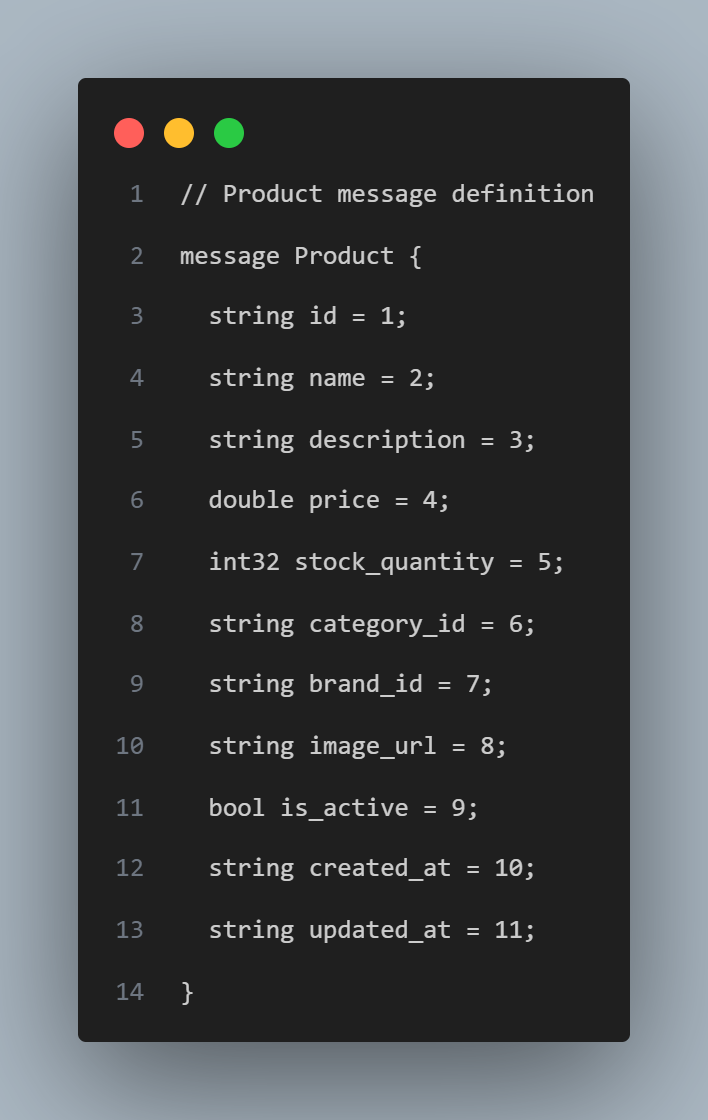 1 // Product message definition
2 message Product {
3   string id = 1;
4   string name = 2;
5   string description = 3;
6   double price = 4;
7   int32 stock_quantity = 5;
8   string category_id = 6;
9   string brand_id = 7;
10   string image_url = 8;
11   bool is_active = 9;
12   string created_at = 10;
13   string updated_at = 11;
14 }